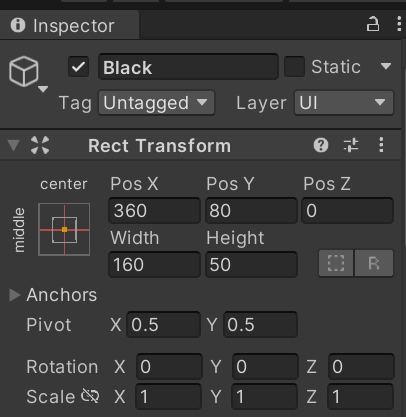 Inspector
Black Static
Tag Untagged Layer UI
Rect Transform
center Pos X Pos Y Pos Z
middle
360 80 0
Width Height
160 50
R
Anchors
Pivot X 0.5 Y 0.5
Rotation X 0 Y 0 Z 0
Scale X 1 Y 1 Z 1